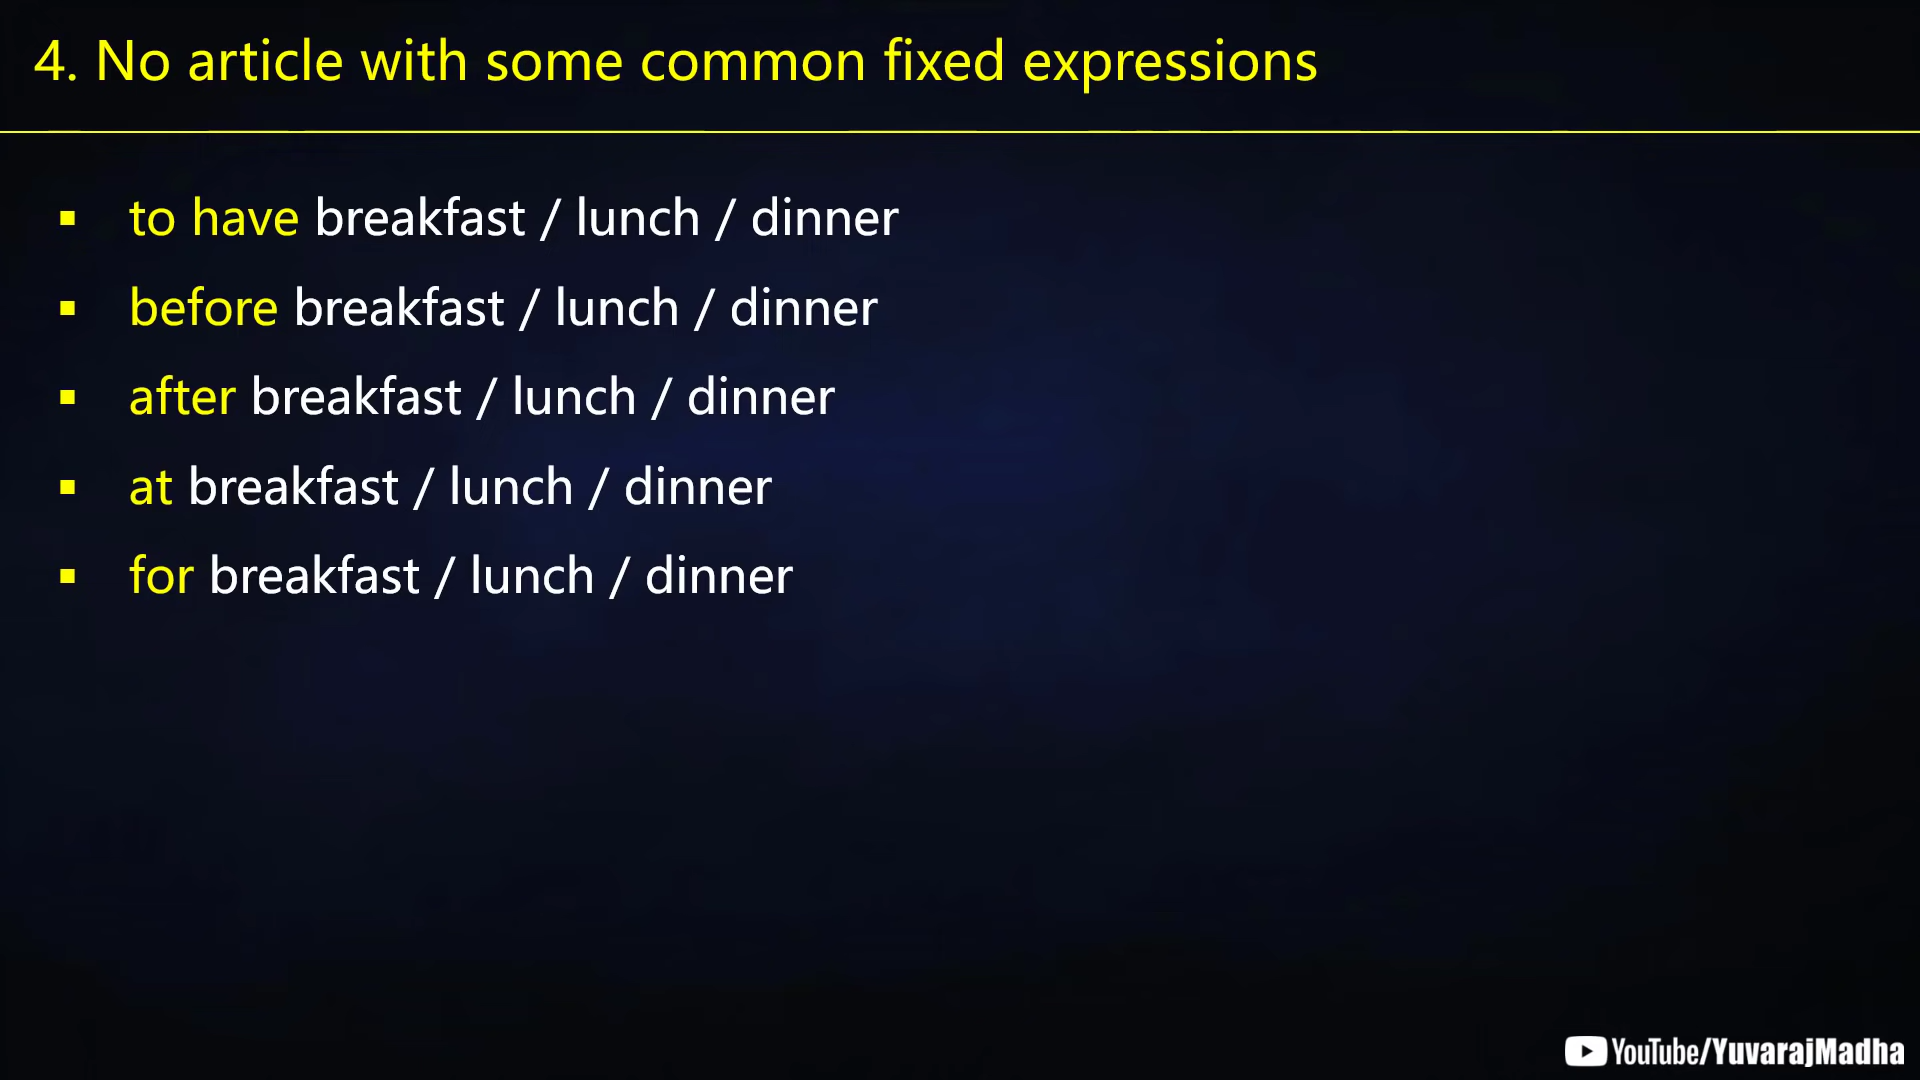 4. No article with some common fixed expressions
▪ to have breakfast / lunch / dinner
▪ before breakfast / lunch / dinner
▪ after breakfast / lunch / dinner
▪ at breakfast / lunch / dinner
▪ for breakfast / lunch / dinner
YouTube/YuvarajMadha